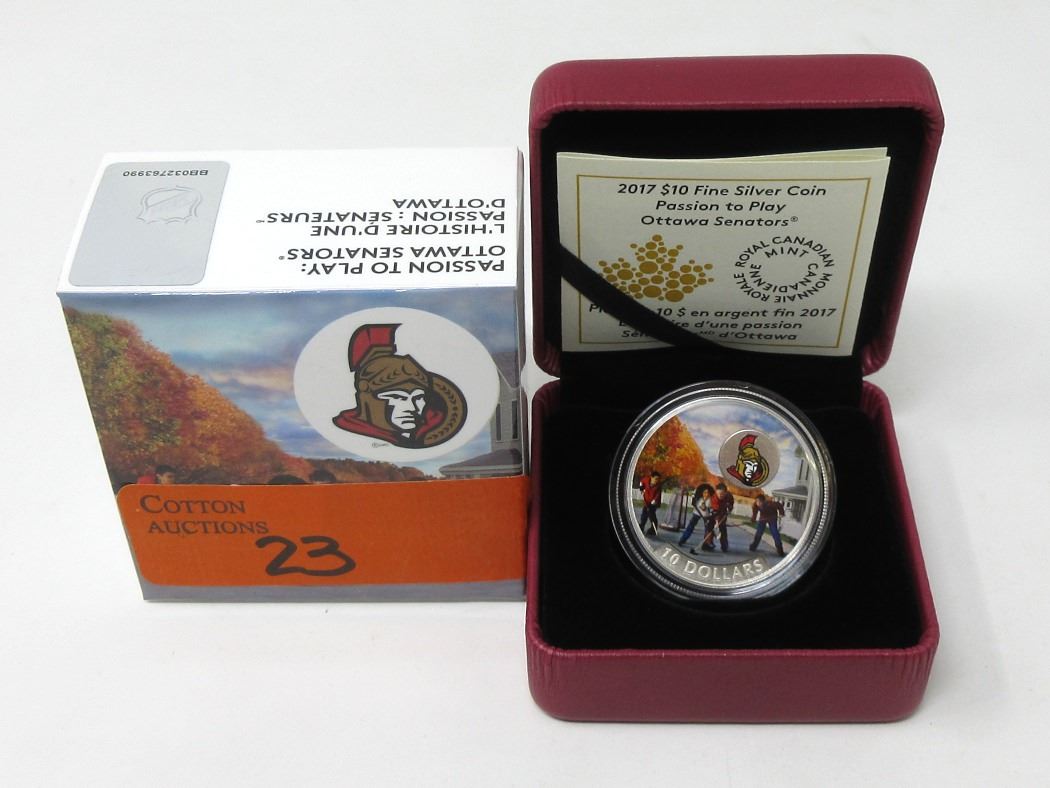 PASSION TO PLAY:
OTTAWA SENATORS®
L'HISTOIRE D'UNE
PASSION : SÉNATEURS®
D'OTTAWA
BB032763990
COTTON
AUCTIONS
23
2017 $10 Fine Silver Coin
Passion to Play
Ottawa Senators®
ROYAL CANADIAN MINT
MONNAIE ROYALE CANADIENNE
10 $ en argent fin 2017
d'une passion
d'Ottawa
10 DOLLARS